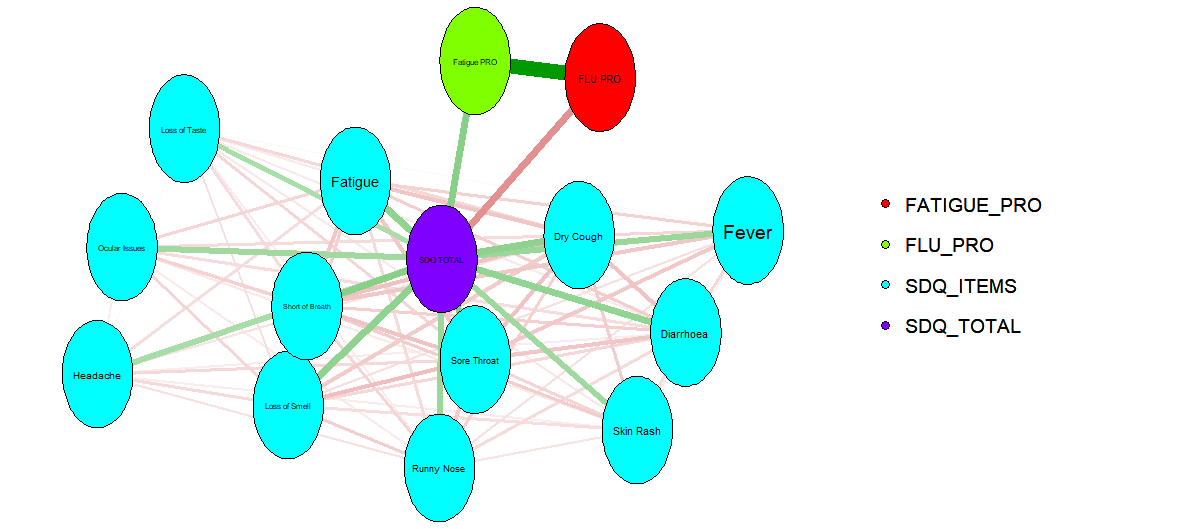 Fatigue PRO
FLU PRO
Loss of Taste
Fatigue
Dry Cough
Fever
Ocular Issues
SDQ TOTAL
Short of Breath
Diarrhoea
Sore Throat
Headache
Loss of Smell
Skin Rash
Runny Nose
FATIGUE_PRO
FLU_PRO
SDQ_ITEMS
SDQ_TOTAL